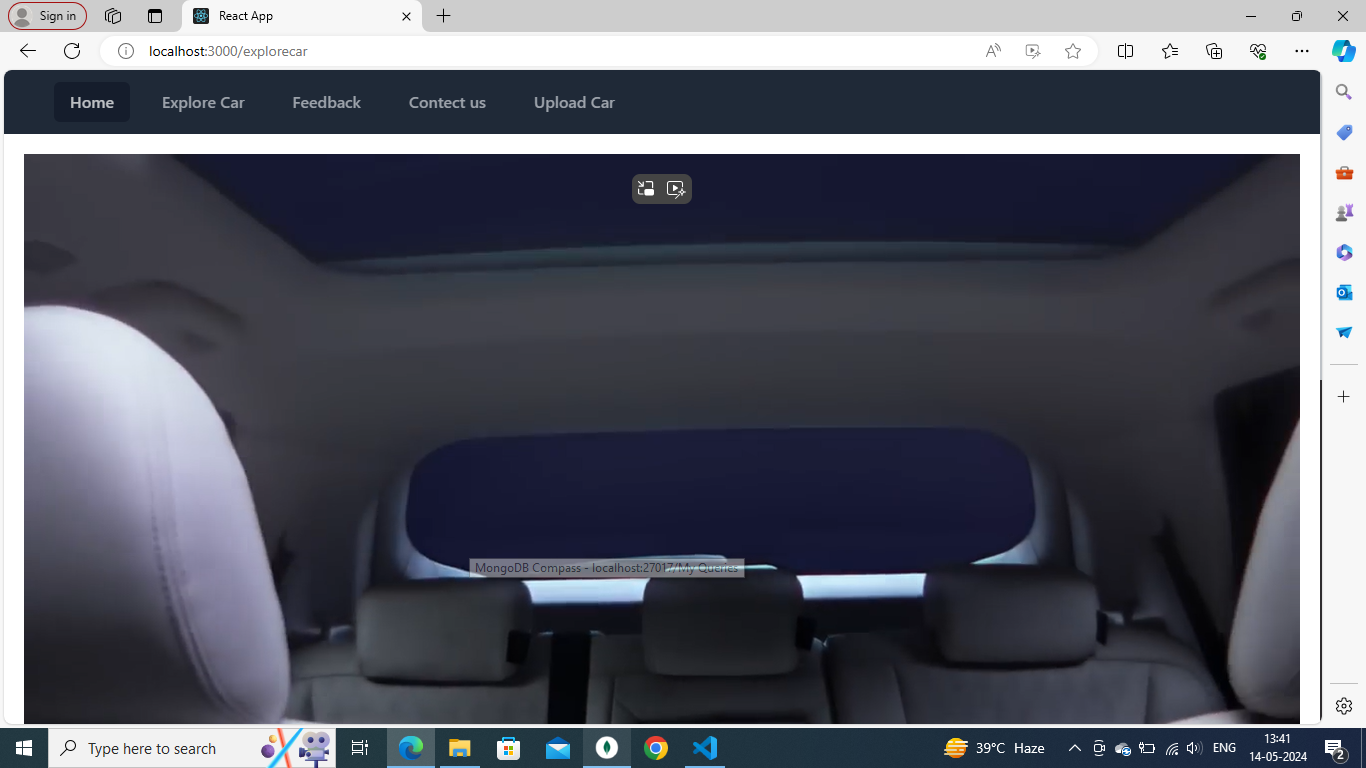 Sign in
React App
localhost:3000/explorecar
Home
Explore Car
Feedback
Contect us
Upload Car
MongoDB Compass - localhost:27017/My Queries
Type here to search
39°C Haze
ENG
13:41
14-05-2024
2